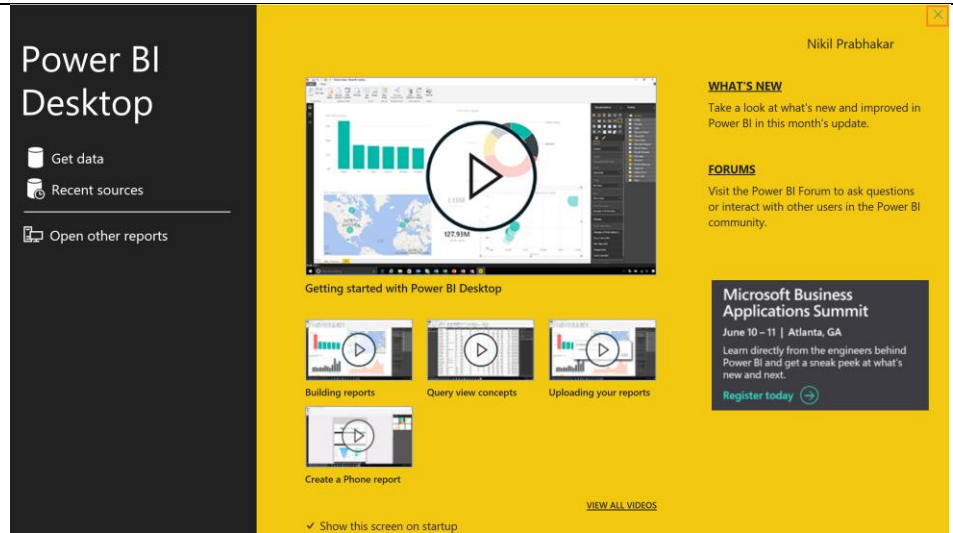 Power BI
Desktop
Get data
Recent sources
Open other reports
127.93M
Getting started with Power BI Desktop
Building reports
Query view concepts
Uploading your reports
Create a Phone report
VIEW ALL VIDEOS
✓ Show this screen on startup
Nikil Prabhakar
WHAT'S NEW
Take a look at what's new and improved in
Power BI in this month's update.
FORUMS
Visit the Power BI Forum to ask questions
or interact with other users in the Power BI
community.
Microsoft Business
Applications Summit
June 10 – 11 | Atlanta, GA
Learn directly from the engineers behind
Power BI and get a sneak peek at what's
new and next.
Register today